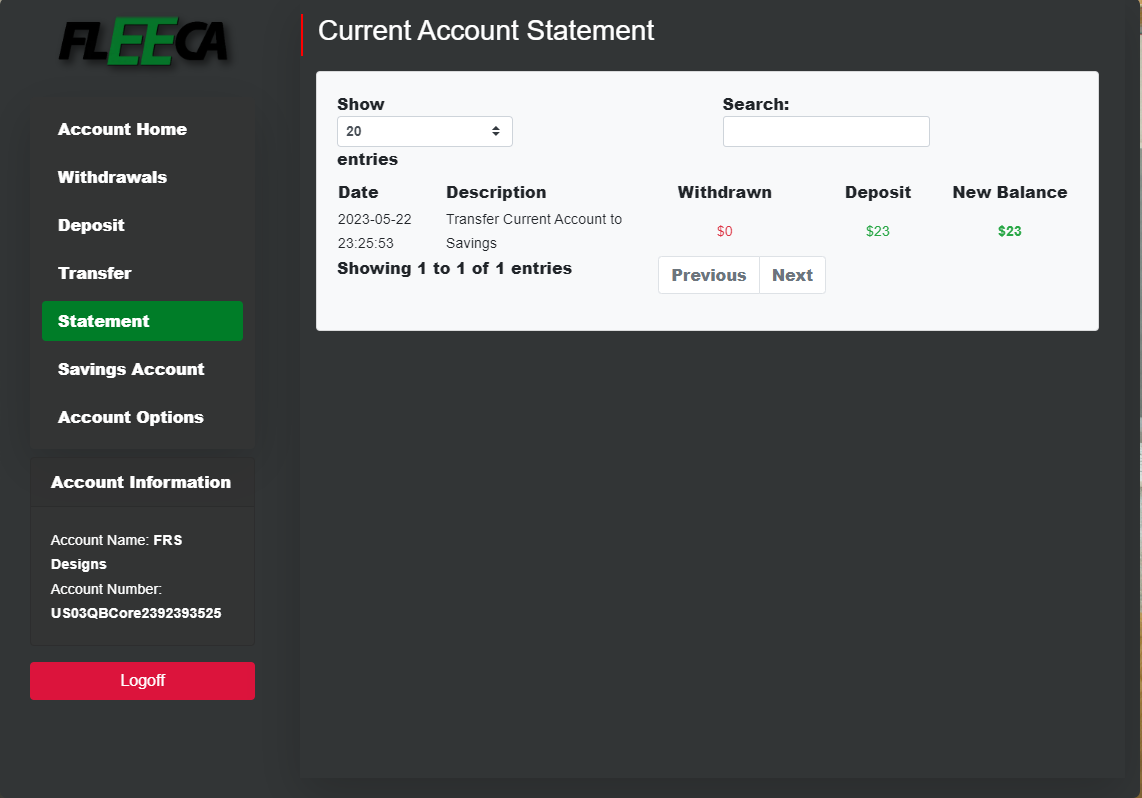 FLEECA
Account Home
Withdrawals
Deposit
Transfer
Statement
Savings Account
Account Options
Account Information
Account Name: FRS
Designs
Account Number:
US03QBCore2392393525
Logoff
Current Account Statement
Show
20
entries
Search:
Date Description Withdrawn Deposit New Balance
2023-05-22 Transfer Current Account to
23:25:53 Savings
$0 $23 $23
Showing 1 to 1 of 1 entries
Previous Next